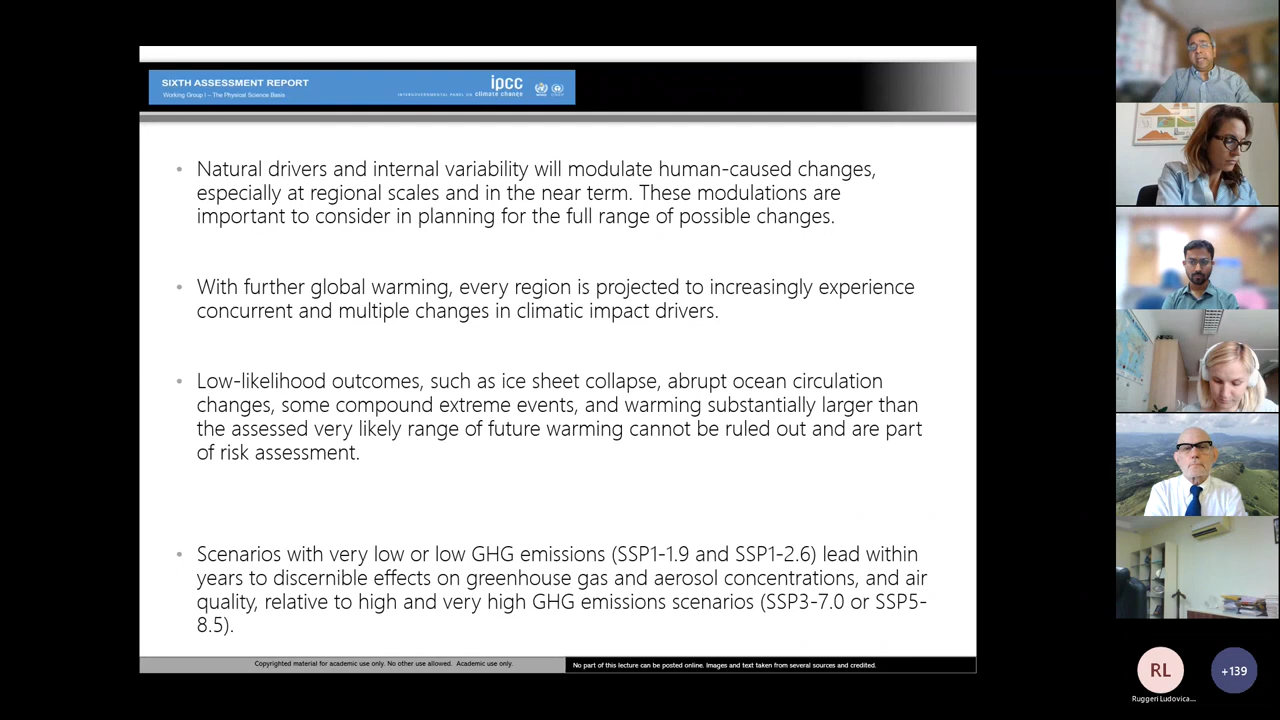 SIXTH ASSESSMENT REPORT
Working Group I – The Physical Science Basis
ipcc
INTERGOVERNMENTAL PANEL ON climate change
Natural drivers and internal variability will modulate human-caused changes,
especially at regional scales and in the near term. These modulations are
important to consider in planning for the full range of possible changes.
With further global warming, every region is projected to increasingly experience
concurrent and multiple changes in climatic impact drivers.
Low-likelihood outcomes, such as ice sheet collapse, abrupt ocean circulation
changes, some compound extreme events, and warming substantially larger than
the assessed very likely range of future warming cannot be ruled out and are part
of risk assessment.
Scenarios with very low or low GHG emissions (SSP1-1.9 and SSP1-2.6) lead within
years to discernible effects on greenhouse gas and aerosol concentrations, and air
quality, relative to high and very high GHG emissions scenarios (SSP3-7.0 or SSP5-
8.5).
Copyrighted material for academic use only. No other use allowed. Academic use only.
No part of this lecture can be posted online. Images and text taken from several sources and credited.
RL
+139
Ruggeri Ludovica...